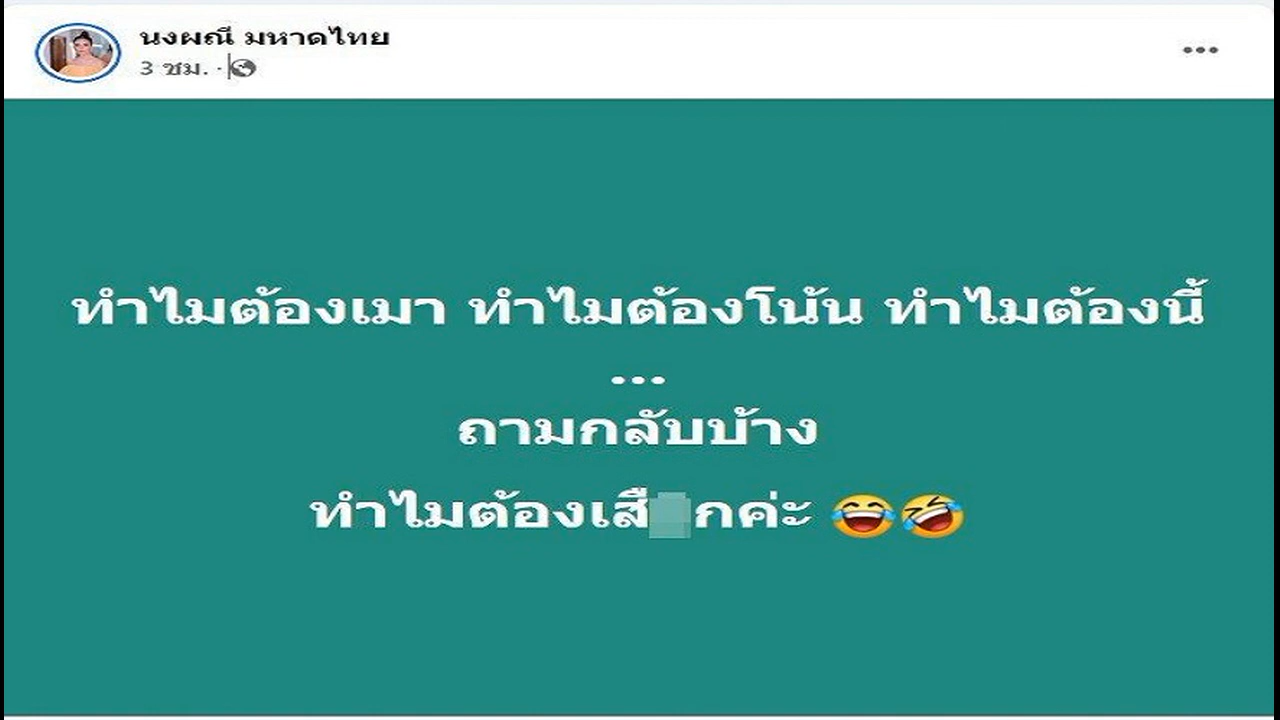 นงผณี มหาดไทย
3 ชม. ·
ทำไมต้องเมา ทำไมต้องโน้น ทำไมต้องนี้
...
ถามกลับบ้าง
ทำไมต้องเสื กค่ะ 😂🤣